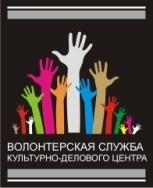 ВОЛОНТЕРСКАЯ СЛУЖБА
КУЛЬТУРНО-ДЕЛОВОГО ЦЕНТРА